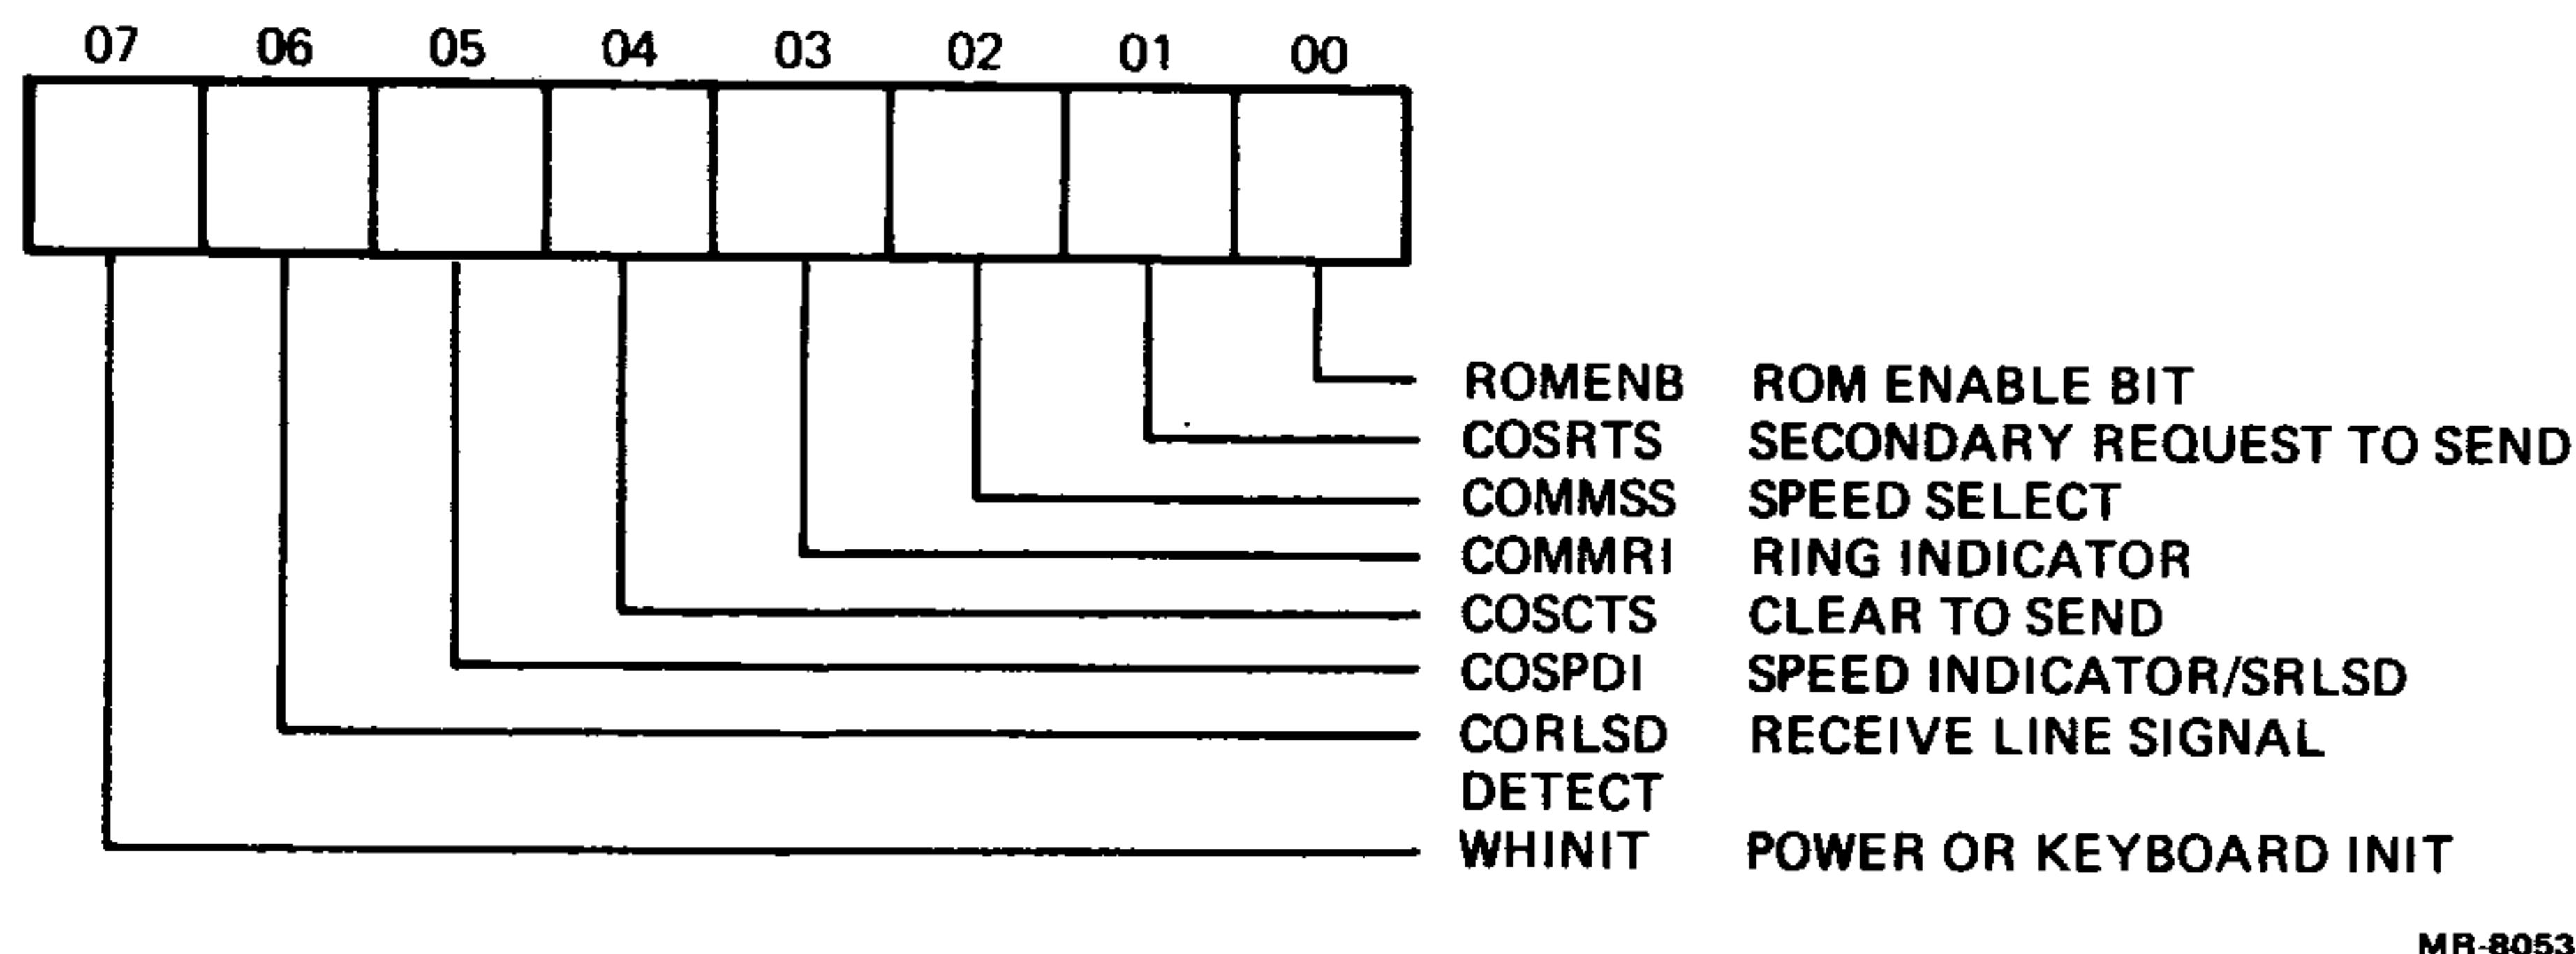 07 06 05 04 03 02 01 00
ROMENB ROM ENABLE BIT
COSRTS SECONDARY REQUEST TO SEND
COMMSS SPEED SELECT
COMMRI RING INDICATOR
COSCTS CLEAR TO SEND
COSPDI SPEED INDICATOR/SRLSD
CORLSD RECEIVE LINE SIGNAL
DETECT
WHINIT POWER OR KEYBOARD INIT
MR-8053